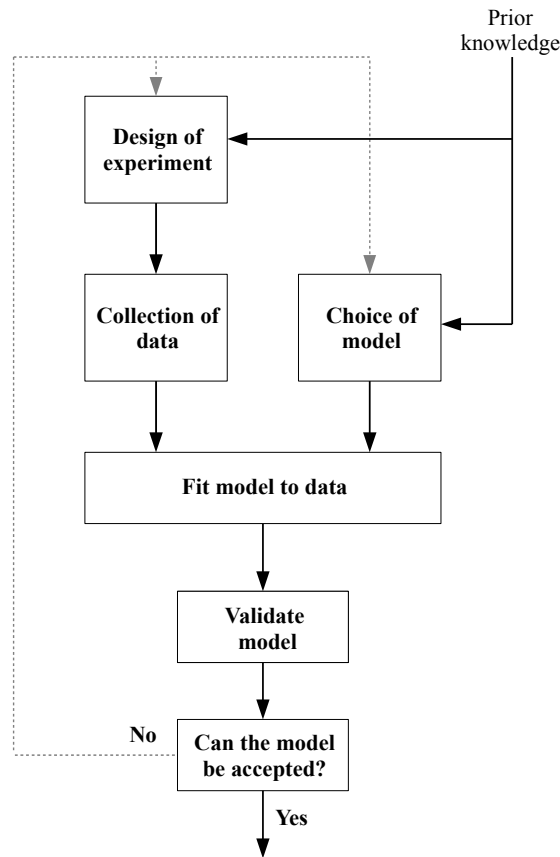 Prior
knowledge
Design of
experiment
Collection of
data
Choice of
model
Fit model to data
Validate
model
No
Can the model
be accepted?
Yes